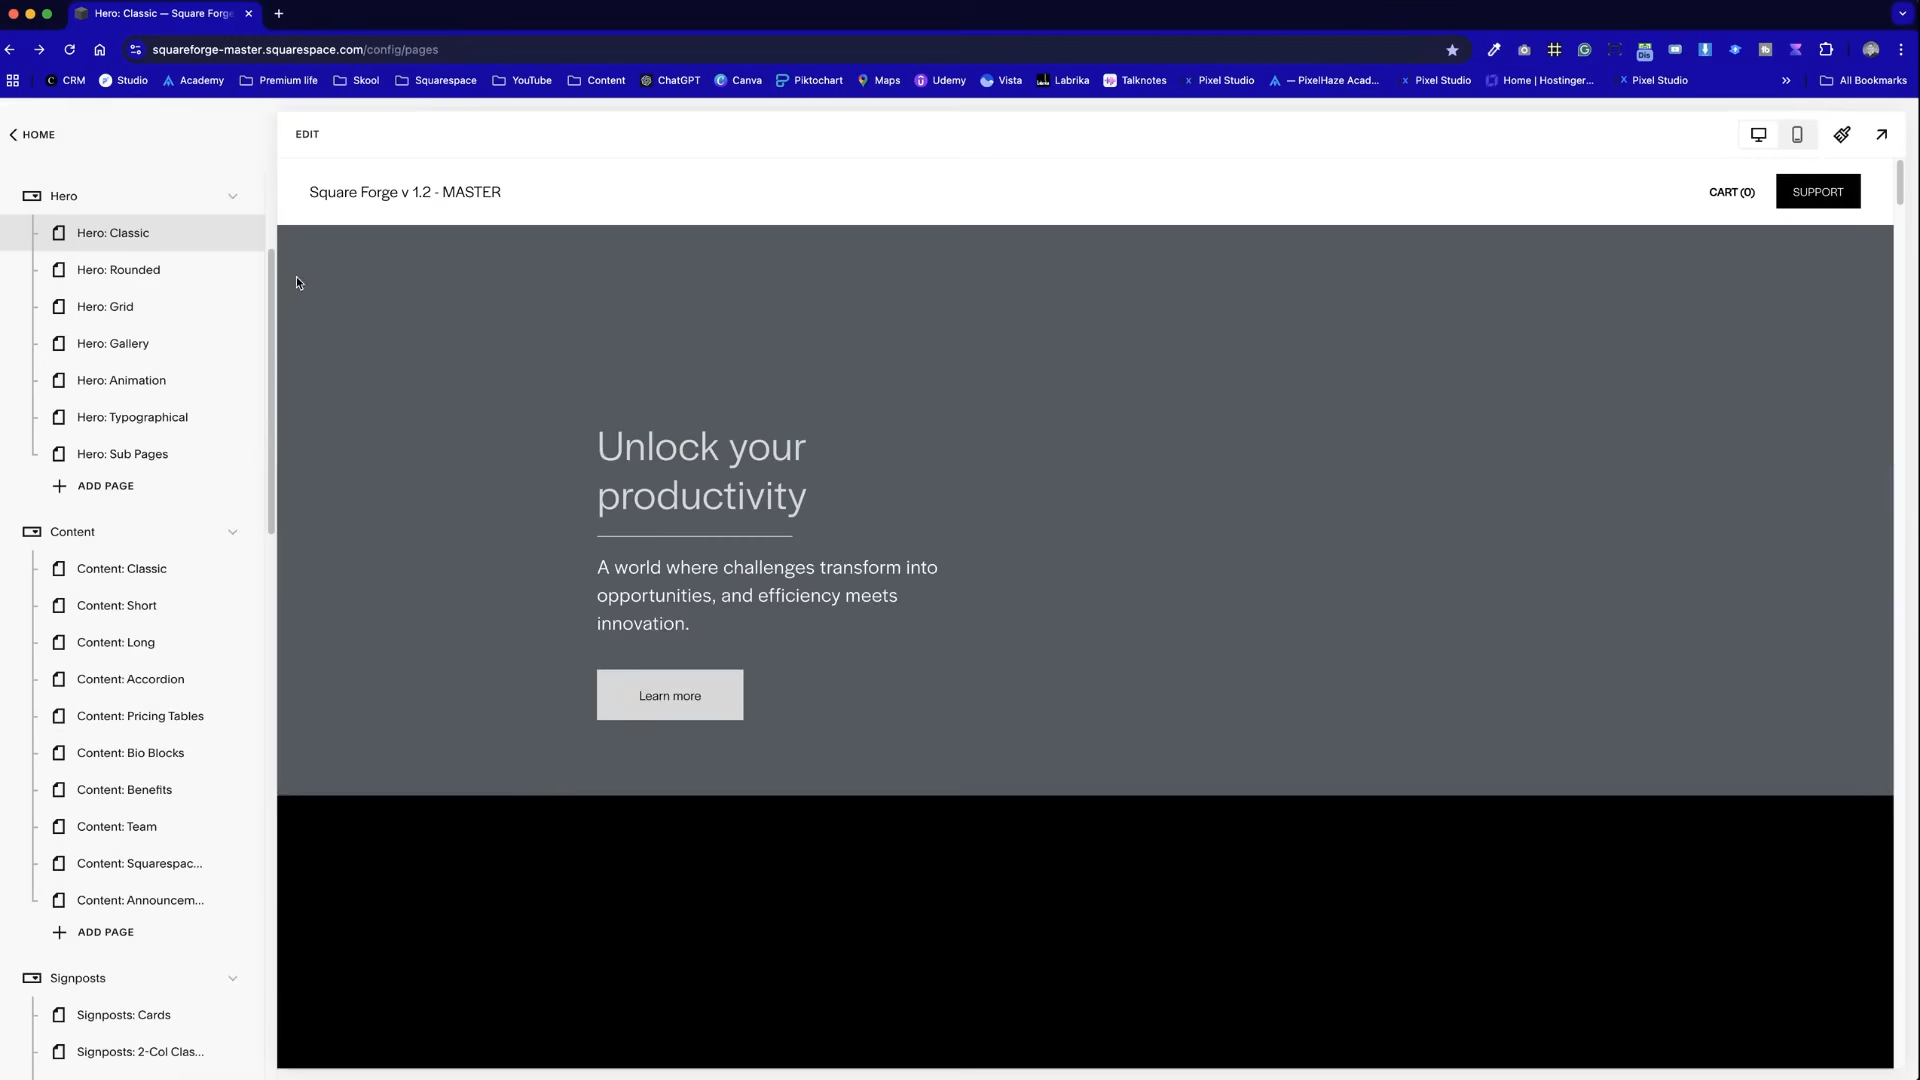 Hero: Classic — Square Forg
squareforge-master.squarespace.com/config/pages
CRM
Studio
Academy
Premium life
Skool
Squarespace
YouTube
Content
ChatGPT
Canva
Piktochart
Maps
Udemy
Vista
Labrika
Talknotes
Pixel Studio
— PixelHaze Acad...
Pixel Studio
Home | Hostinger...
Pixel Studio
All Bookmarks
HOME
EDIT
Square Forge v 1.2 - MASTER
CART (0)
SUPPORT
Hero
Hero: Classic
Hero: Rounded
Hero: Grid
Hero: Gallery
Hero: Animation
Hero: Typographical
Hero: Sub Pages
ADD PAGE
Content
Content: Classic
Content: Short
Content: Long
Content: Accordion
Content: Pricing Tables
Content: Bio Blocks
Content: Benefits
Content: Team
Content: Squarespac...
Content: Announcem...
ADD PAGE
Signposts
Signposts: Cards
Signposts: 2-Col Clas...
Unlock your
productivity
A world where challenges transform into
opportunities, and efficiency meets
innovation.
Learn more